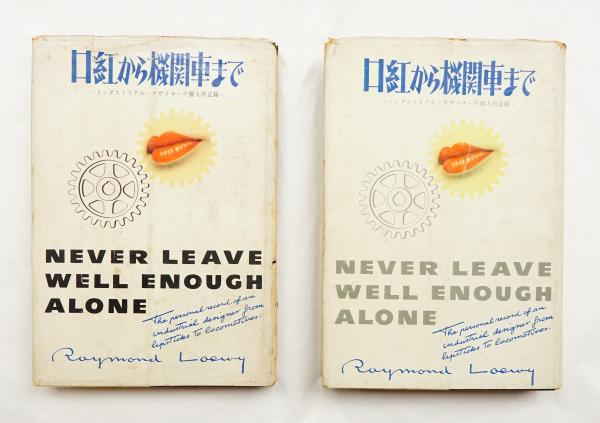 口紅から機関車まで
—インダストリアル・デザイナーの個人的記録—
NEVER LEAVE
WELL ENOUGH
ALONE
The personal record of an
industrial designer from
lipsticks to locomotives.
Raymond Loewy
口紅から機関車まで
—インダストリアル・デザイナーの個人的記録—
NEVER LEAVE
WELL ENOUGH
ALONE
The personal record of an
industrial designer from
lipsticks to locomotives.
Raymond Loewy